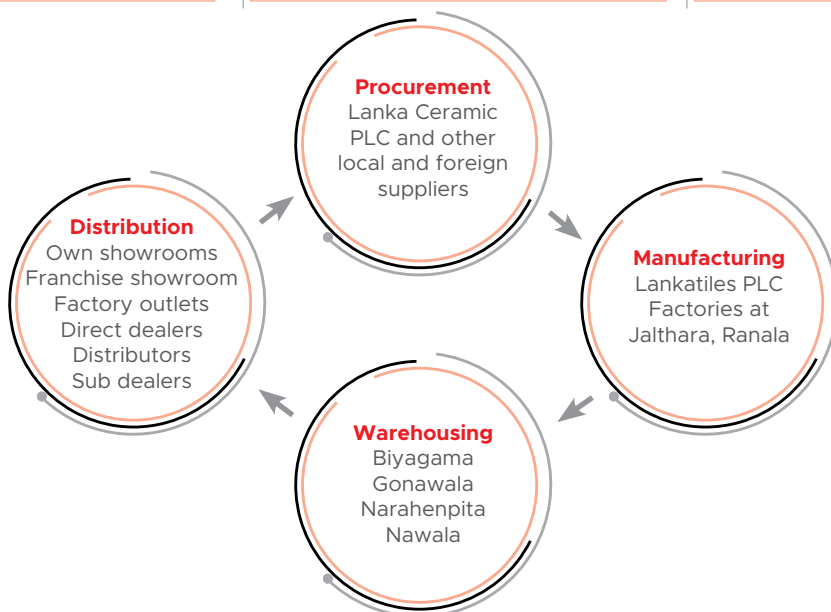 Procurement
Lanka Ceramic
PLC and other
local and foreign
suppliers
Distribution
Own showrooms
Franchise showroom
Factory outlets
Direct dealers
Distributors
Sub dealers
Manufacturing
Lankatiles PLC
Factories at
Jalthara, Ranala
Warehousing
Biyagama
Gonawala
Narahenpita
Nawala